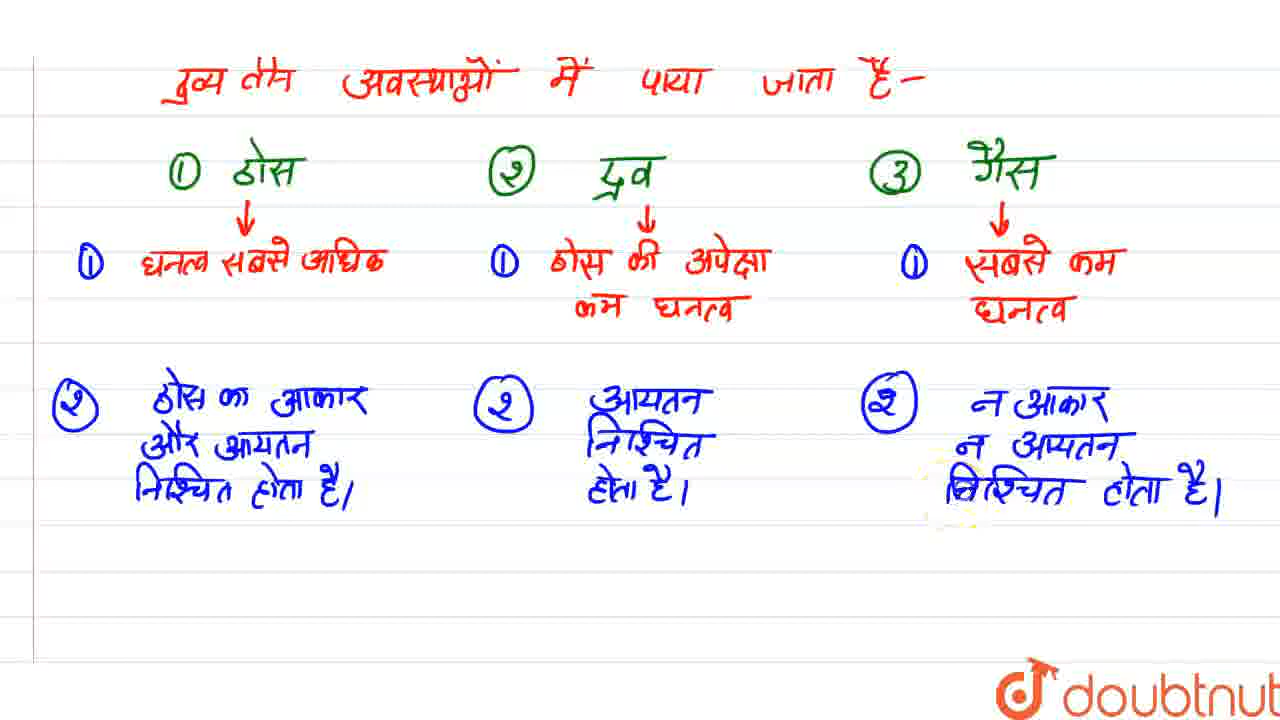 द्रव्य तीन अवस्थाओं में पाया जाता है -
① ठोस
② द्रव
③ गैस
① घनत्व सबसे अधिक
① ठोस की अपेक्षा
कम घनत्व
① सबसे कम
घनत्व
② ठोस का आकार
और आयतन
निश्चित होता है।
② आयतन
निश्चित
होता है।
② न आकार
न आयतन
निश्चित होता है।
doubtnut